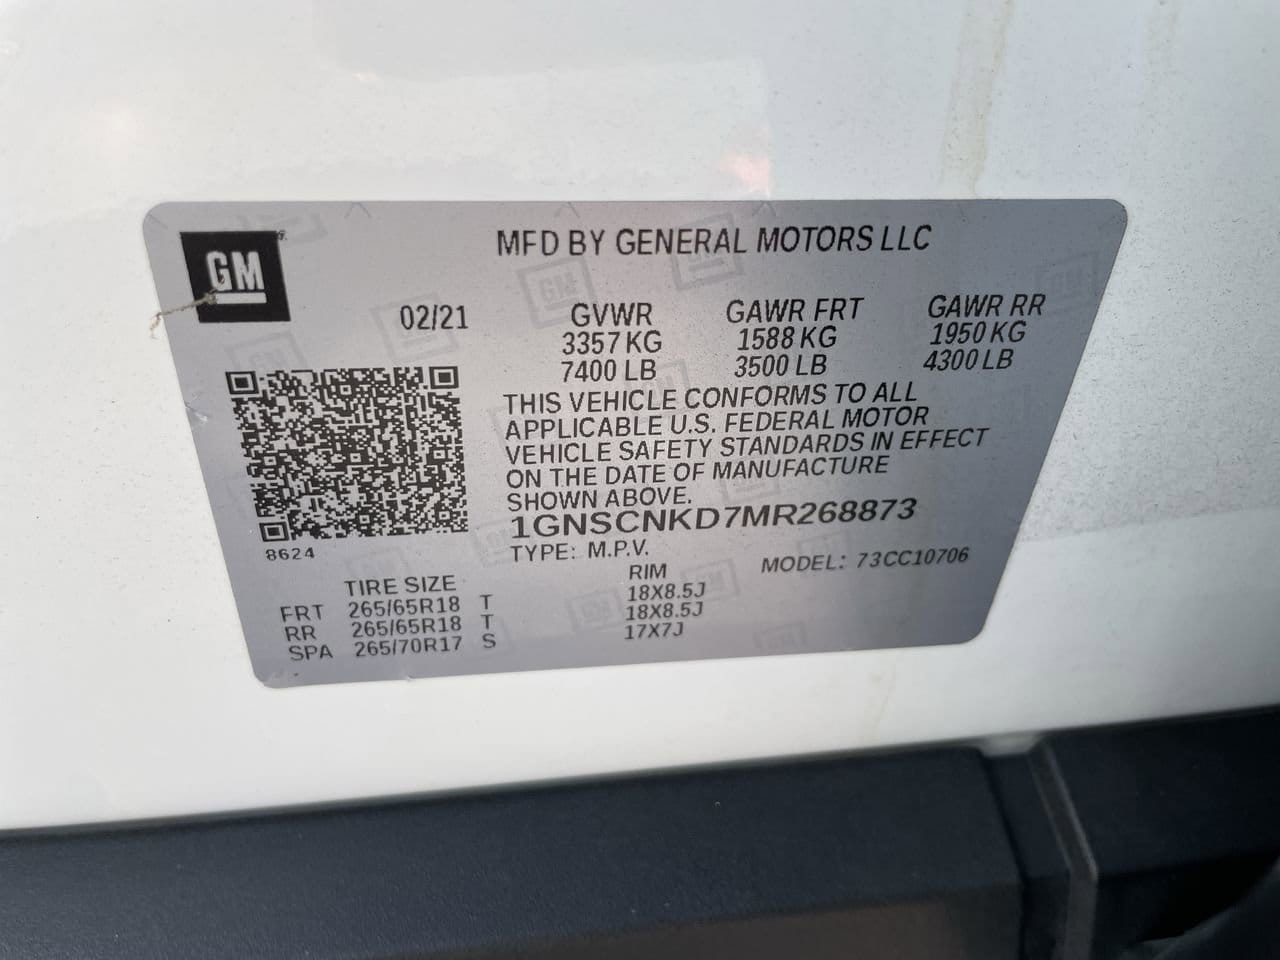 GM
MFD BY GENERAL MOTORS LLC
02/21
GVWR GAWR FRT GAWR RR
3357 KG 1588 KG 1950 KG
7400 LB 3500 LB 4300 LB
THIS VEHICLE CONFORMS TO ALL
APPLICABLE U.S. FEDERAL MOTOR
VEHICLE SAFETY STANDARDS IN EFFECT
ON THE DATE OF MANUFACTURE
SHOWN ABOVE.
1GNSCNKD7MR268873
8624
TYPE: M.P.V. MODEL: 73CC10706
TIRE SIZE RIM
FRT 265/65R18 T 18X8.5J
RR 265/65R18 T 18X8.5J
SPA 265/70R17 S 17X7J